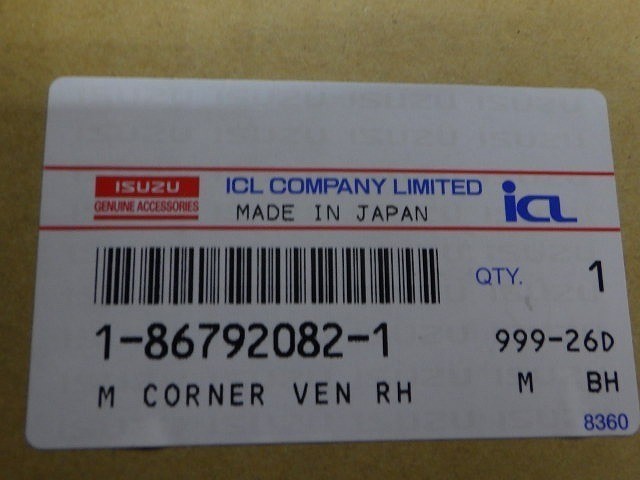 ISUZU
GENUINE ACCESSORIES
ICL COMPANY LIMITED
MADE IN JAPAN
icL
QTY. 1
1-86792082-1
999-26D
M CORNER VEN RH
M BH
8360